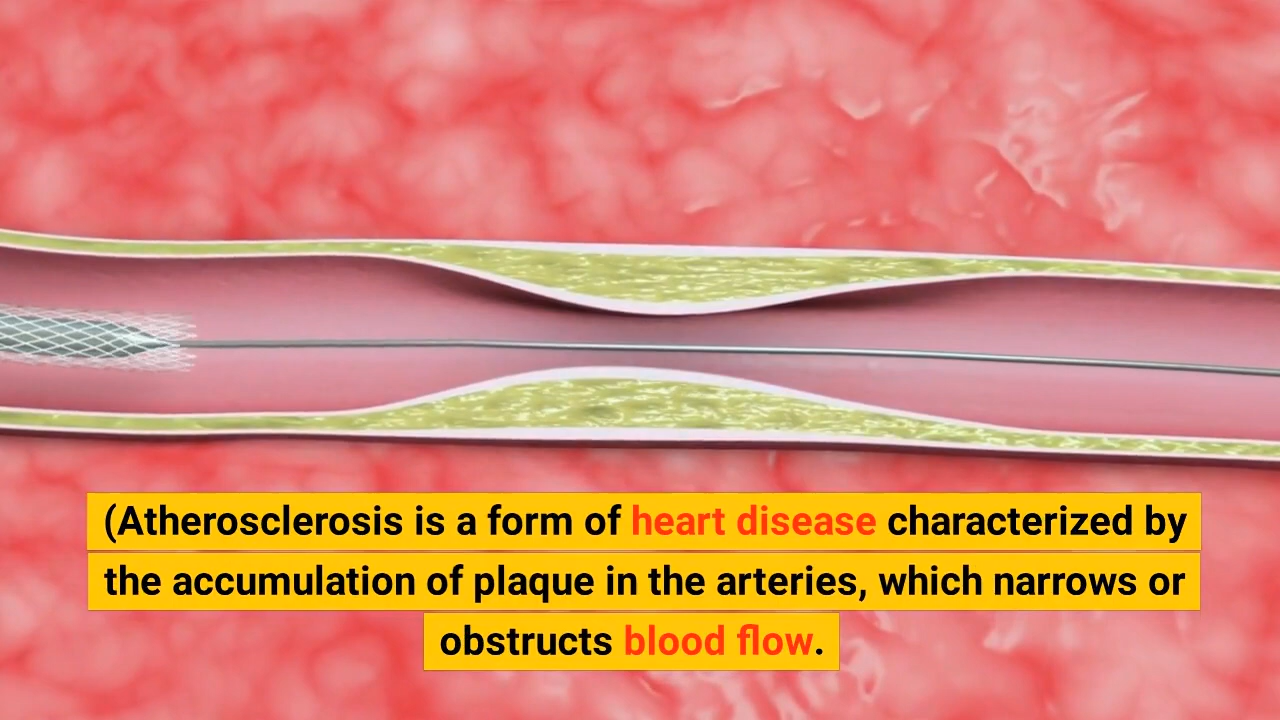 (Atherosclerosis is a form of heart disease characterized by
the accumulation of plaque in the arteries, which narrows or
obstructs blood flow.